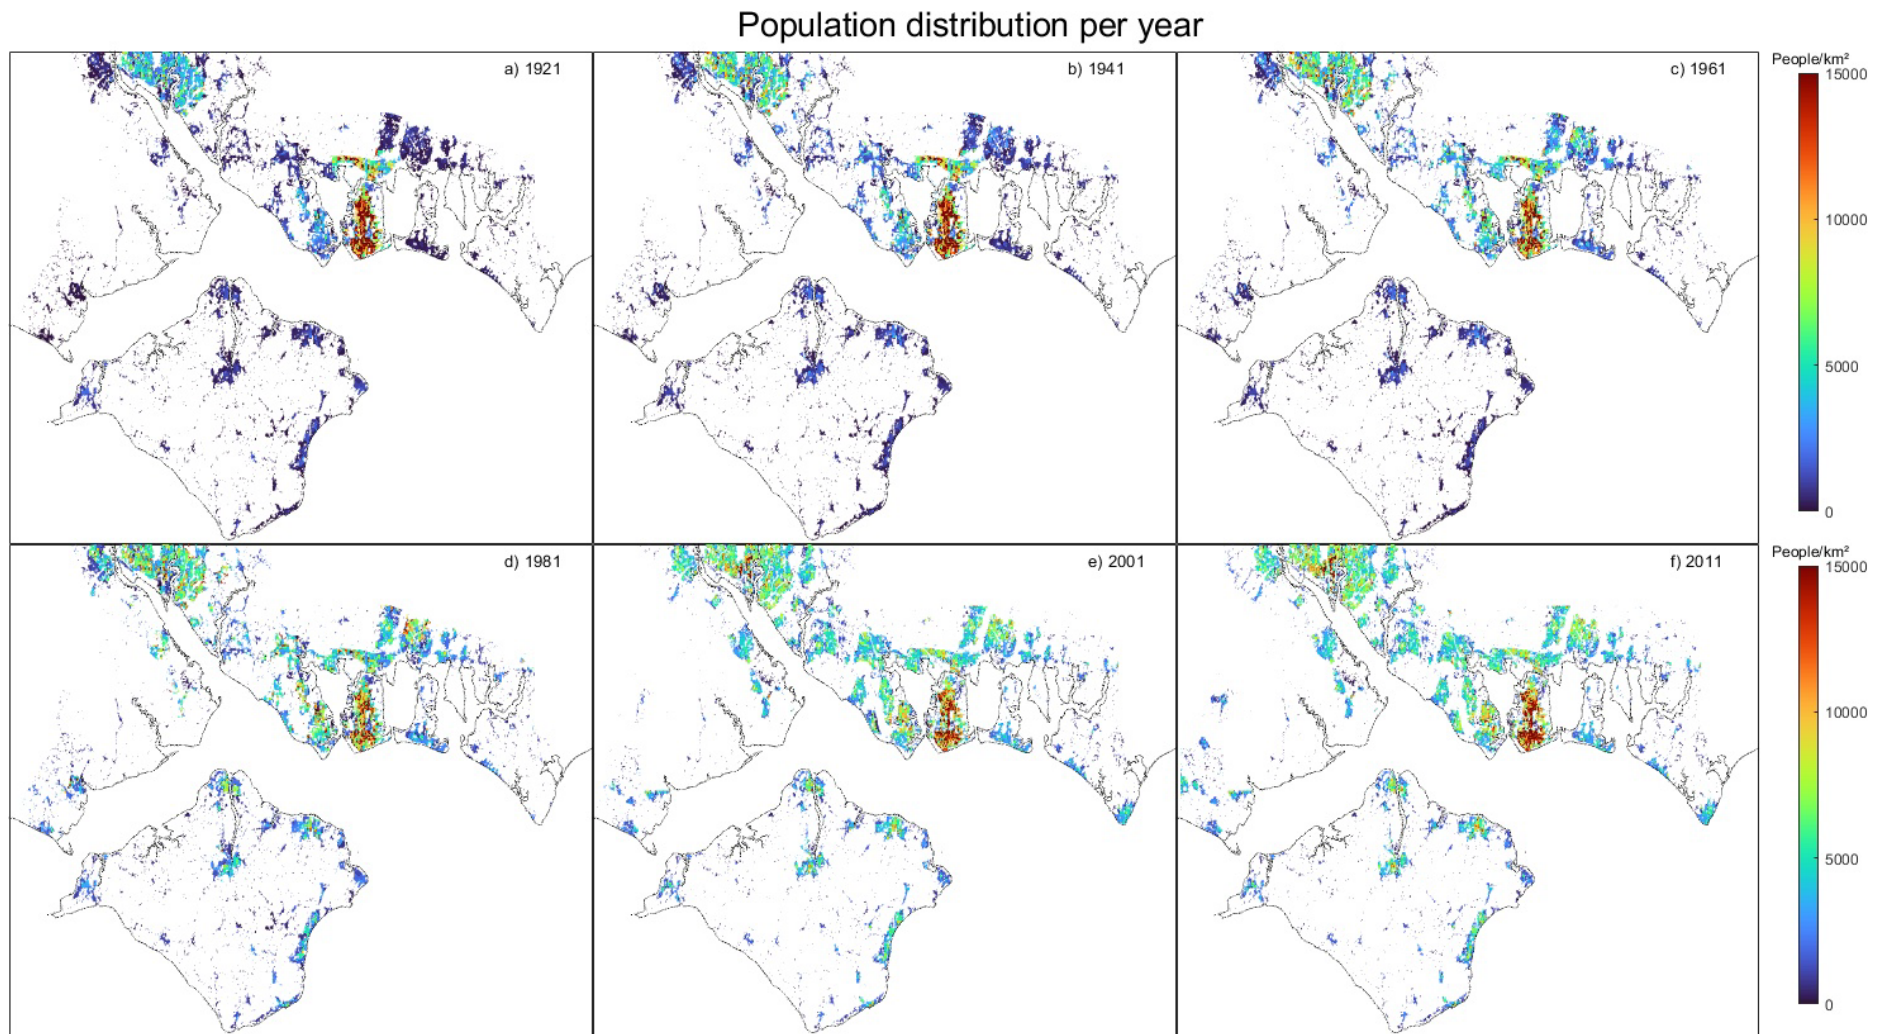 Population distribution per year
a) 1921
b) 1941
c) 1961
People/km²
15000
10000
5000
0
d) 1981
e) 2001
f) 2011
People/km²
15000
10000
5000
0